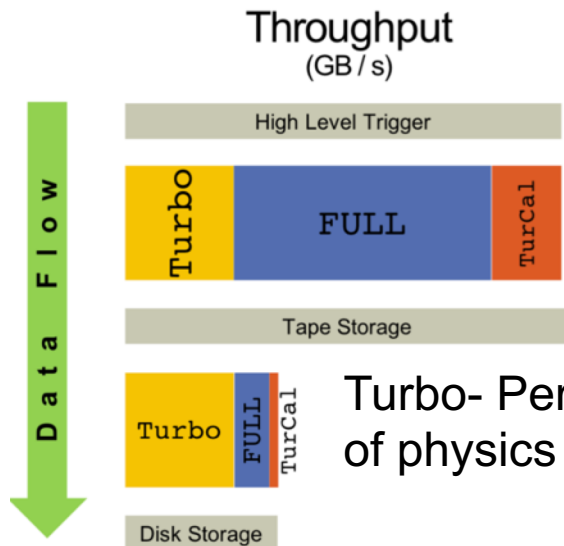 Throughput
(GB / s)
Data Flow
High Level Trigger
Turbo
FULL
TurCal
Tape Storage
Turbo
FULL
TurCal
Turbo- Per
of physics
Disk Storage